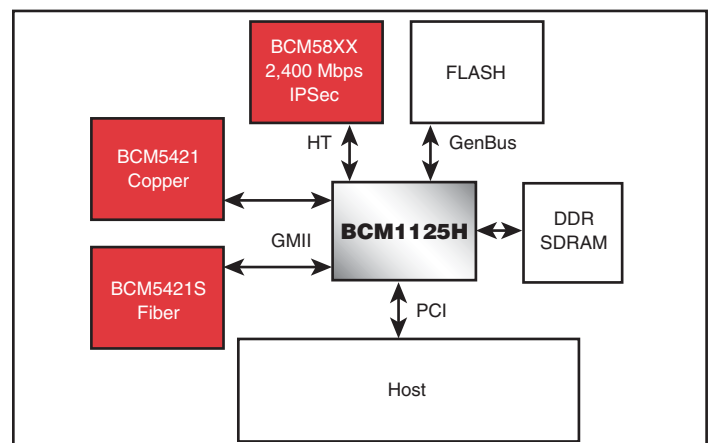 BCM58XX
2,400 Mbps
IPSec
FLASH
HT
GenBus
BCM5421
Copper
BCM1125H
DDR
SDRAM
GMII
BCM5421S
Fiber
PCI
Host